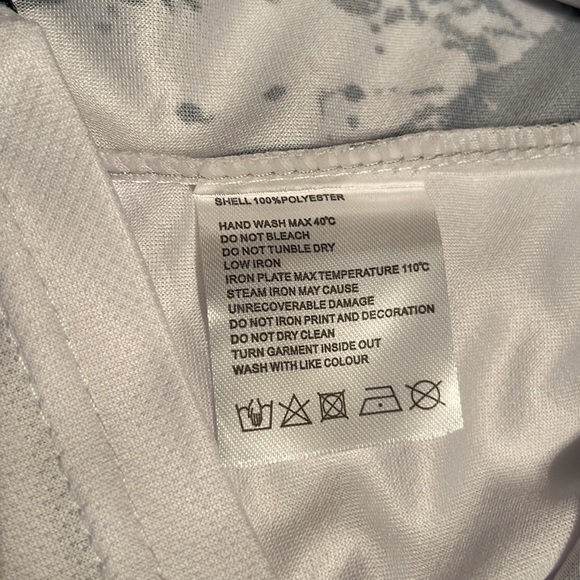 SHELL 100%POLYESTER
HAND WASH MAX 40℃
DO NOT BLEACH
DO NOT TUNBLE DRY
LOW IRON
IRON PLATE MAX TEMPERATURE 110℃
STEAM IRON MAY CAUSE
UNRECOVERABLE DAMAGE
DO NOT IRON PRINT AND DECORATION
DO NOT DRY CLEAN
TURN GARMENT INSIDE OUT
WASH WITH LIKE COLOUR